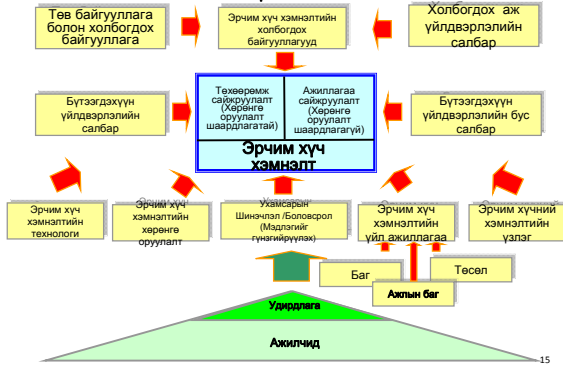 Төв байгууллага
болон холбогдох
байгууллага
Эрчим хүч хэмнэлтийн
холбогдох
байгууллагууд
Холбогдох аж
үйлдвэрлэлийн
салбар
Бүтээгдэхүүн
үйлдвэрлэлийн
салбар
Төхөөрөмж
сайжруулалт
(Хөрөнгө
оруулалт
шаардлагатай)
Ажиллагаа
сайжруулалт
(Хөрөнгө
оруулалт
шаардлагагүй)
Эрчим хүч
хэмнэлт
Бүтээгдэхүүн
үйлдвэрлэлийн бус
салбар
Эрчим хүч
хэмнэлтийн
технологи
Эрчим хүч
хэмнэлтийн
хөрөнгө
оруулалт
Ухамсарын
Шинэчлэл /Боловсрол
(Мэдлэгийг
гүнзгийрүүлэх)
Эрчим хүч
хэмнэлтийн
үйл ажиллагаа
Эрчим хүчний
хэмнэлтийн
үзлэг
Баг
Ажлын баг
Төсөл
Удирдлага
Ажилчид
15